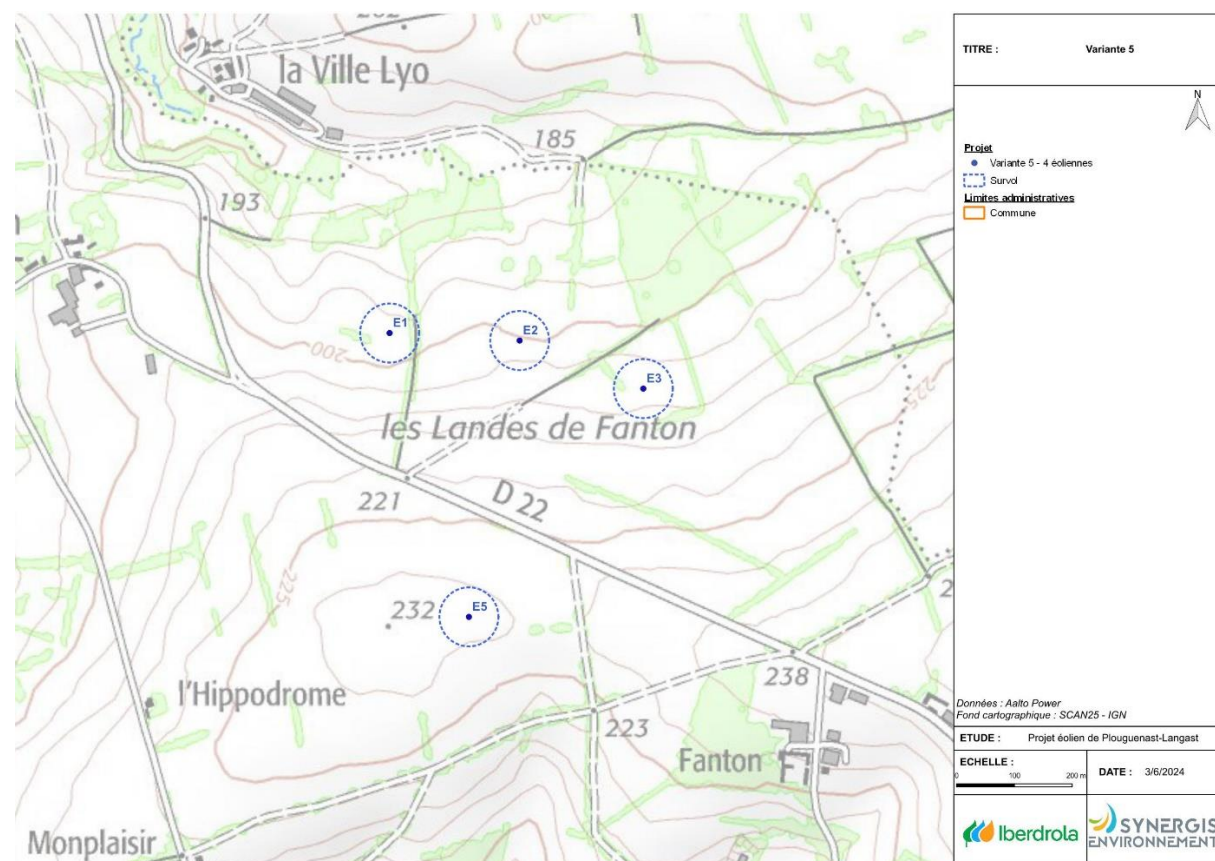 la Ville Lyo
185
193
E1
E2
200
E3
225
les Landes de Fanton
221
D 22
225
232
E5
l'Hippodrome
238
223
Fanton
Monplaisir
TITRE : Variante 5
N
Projet
Variante 5 - 4 éoliennes
Survol
Limites administratives
Commune
Données : Aalto Power
Fond cartographique : SCAN25 - IGN
ETUDE : Projet éolien de Plouguenast-Langast
ECHELLE :
0 100 200 m
DATE : 3/6/2024
Iberdrola
SYNERGIS
ENVIRONNEMENT